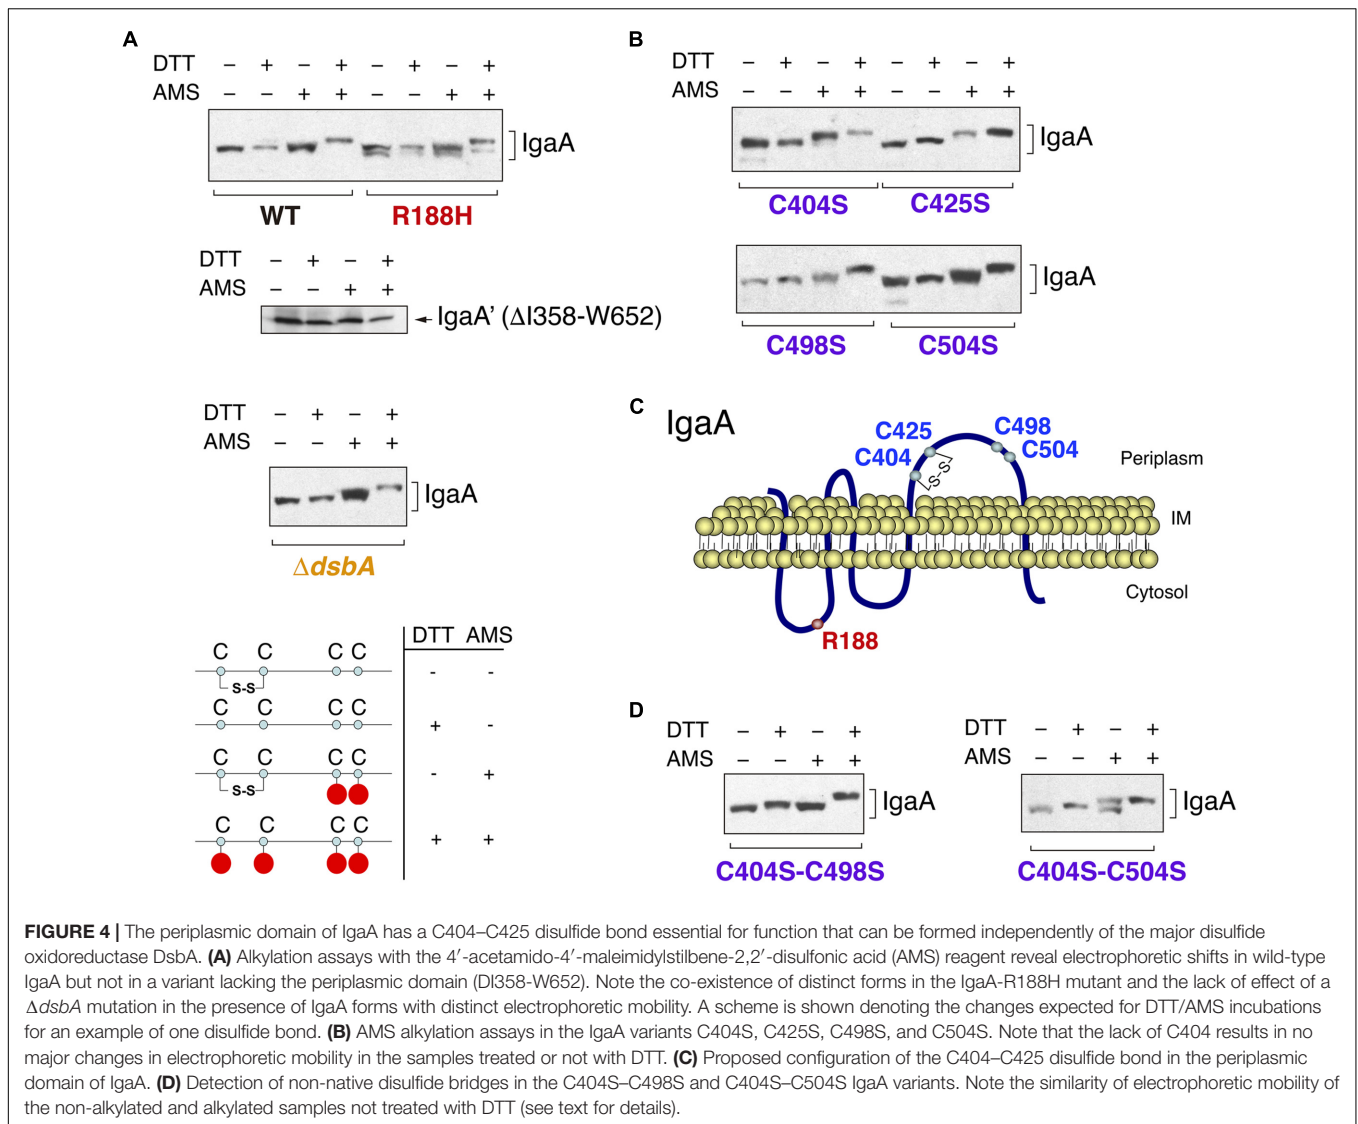 A
DTT – + – + – + – +
AMS – – + + – – + +
IgaA
WT R188H
DTT – + – +
AMS – – + +
IgaA' (ΔI358-W652)
DTT – + – +
AMS – – + +
IgaA
ΔdsbA
DTT AMS
C C C C
S-S
- -
C C C C
+ -
C C C C
S-S
- +
C C C C
+ +
B
DTT – + – + – + – +
AMS – – + + – – + +
IgaA
C404S C425S
IgaA
C498S C504S
C
IgaA
C425
C404
S-S
C498
C504
Periplasm
IM
Cytosol
R188
D
DTT – + – +
AMS – – + +
IgaA
C404S-C498S
DTT – + – +
AMS – – + +
IgaA
C404S-C504S
FIGURE 4 | The periplasmic domain of IgaA has a C404–C425 disulfide bond essential for function that can be formed independently of the major disulfide
oxidoreductase DsbA. (A) Alkylation assays with the 4′-acetamido-4′-maleimidylstilbene-2,2′-disulfonic acid (AMS) reagent reveal electrophoretic shifts in wild-type
IgaA but not in a variant lacking the periplasmic domain (DI358-W652). Note the co-existence of distinct forms in the IgaA-R188H mutant and the lack of effect of a
ΔdsbA mutation in the presence of IgaA forms with distinct electrophoretic mobility. A scheme is shown denoting the changes expected for DTT/AMS incubations
for an example of one disulfide bond. (B) AMS alkylation assays in the IgaA variants C404S, C425S, C498S, and C504S. Note that the lack of C404 results in no
major changes in electrophoretic mobility in the samples treated or not with DTT. (C) Proposed configuration of the C404–C425 disulfide bond in the periplasmic
domain of IgaA. (D) Detection of non-native disulfide bridges in the C404S–C498S and C404S–C504S IgaA variants. Note the similarity of electrophoretic mobility of
the non-alkylated and alkylated samples not treated with DTT (see text for details).